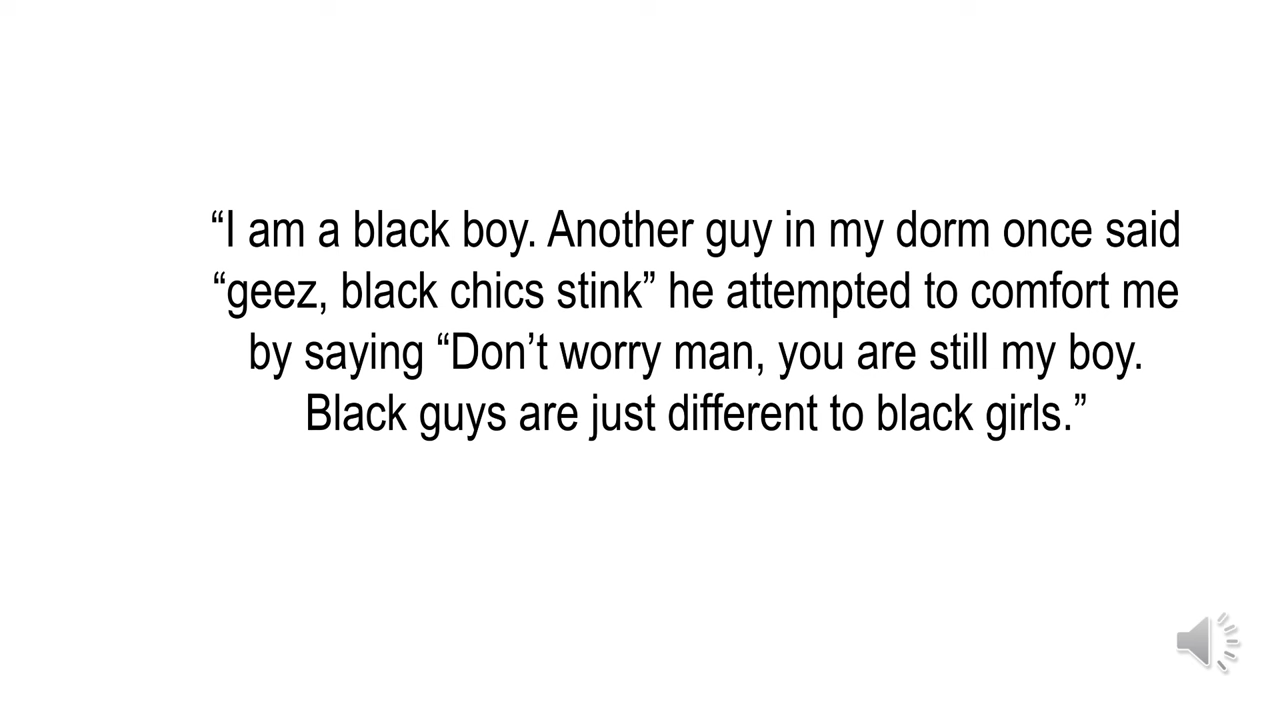 “I am a black boy. Another guy in my dorm once said
“geez, black chics stink” he attempted to comfort me
by saying “Don’t worry man, you are still my boy.
Black guys are just different to black girls.”